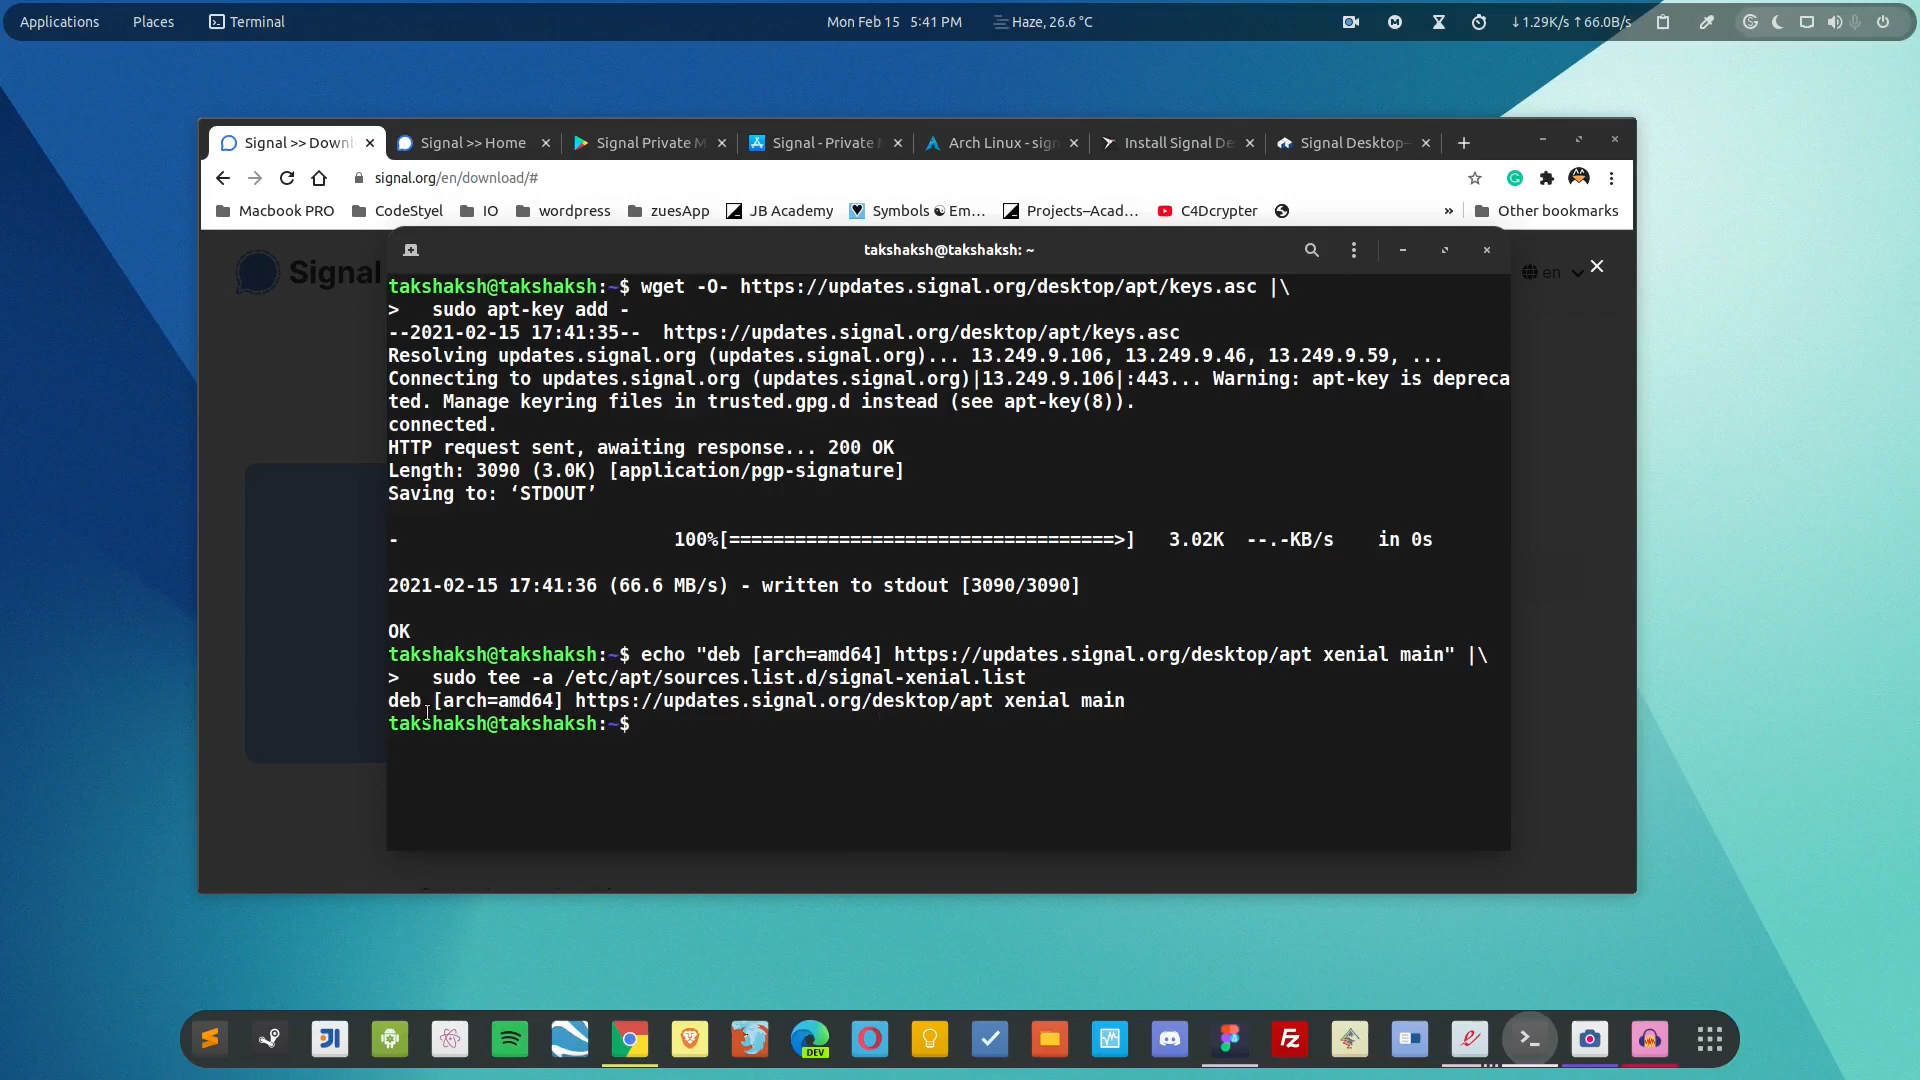 Applications Places Terminal Mon Feb 15 5:41 PM Haze, 26.6 °C ↓1.29K/s ↑66.0B/s
Signal >> Downl Signal >> Home Signal Private M Signal - Private Arch Linux - sign Install Signal De Signal Desktop-
signal.org/en/download/#
Macbook PRO CodeStyel IO wordpress zuesApp JB Academy Symbols ☯ Em… Projects–Acad… C4Dcrypter » Other bookmarks
takshaksh@takshaksh: ~
Signal
en
takshaksh@takshaksh:~$ wget -O- https://updates.signal.org/desktop/apt/keys.asc |\
>   sudo apt-key add -
--2021-02-15 17:41:35--  https://updates.signal.org/desktop/apt/keys.asc
Resolving updates.signal.org (updates.signal.org)... 13.249.9.106, 13.249.9.46, 13.249.9.59, ...
Connecting to updates.signal.org (updates.signal.org)|13.249.9.106|:443... Warning: apt-key is depreca
ted. Manage keyring files in trusted.gpg.d instead (see apt-key(8)).
connected.
HTTP request sent, awaiting response... 200 OK
Length: 3090 (3.0K) [application/pgp-signature]
Saving to: ‘STDOUT’
-                         100%[===================================>]   3.02K  --.-KB/s    in 0s
2021-02-15 17:41:36 (66.6 MB/s) - written to stdout [3090/3090]
OK
takshaksh@takshaksh:~$ echo "deb [arch=amd64] https://updates.signal.org/desktop/apt xenial main" |\
>   sudo tee -a /etc/apt/sources.list.d/signal-xenial.list
deb [arch=amd64] https://updates.signal.org/desktop/apt xenial main
takshaksh@takshaksh:~$
DEV